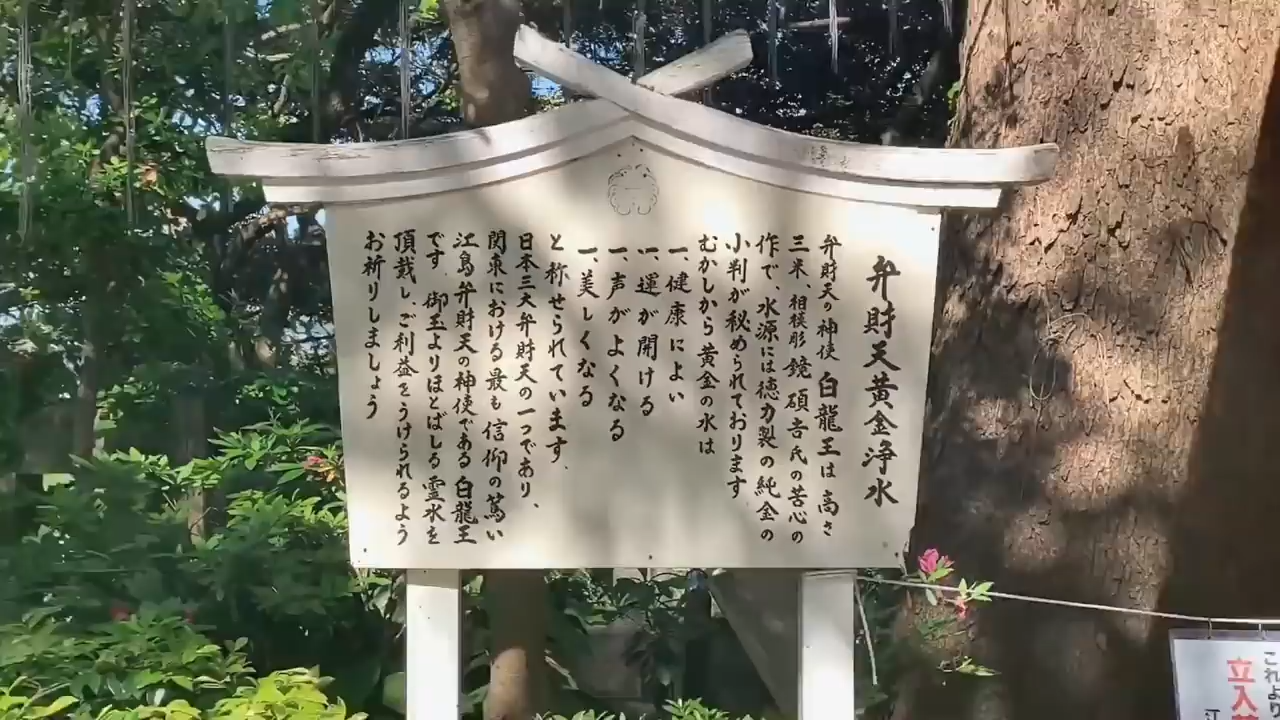 弁財天黄金浄水
弁財天の神使 白龍王は 高さ
三米、相模彫 鏡 碩吉氏の苦心の
作で、水源には徳力製の純金の
小判が秘められております
むかしから黄金の水は
一、健康によい
一、運が開ける
一、声がよくなる
一、美しくなる
と称せられています、
日本三大弁財天の一つであり、
関東における最も信仰の篤い
江島弁財天の神使である白龍王
です 御玉よりほとばしる霊水を
頂戴し、ご利益をうけられるよう
お祈りしましょう
これより
立入
江